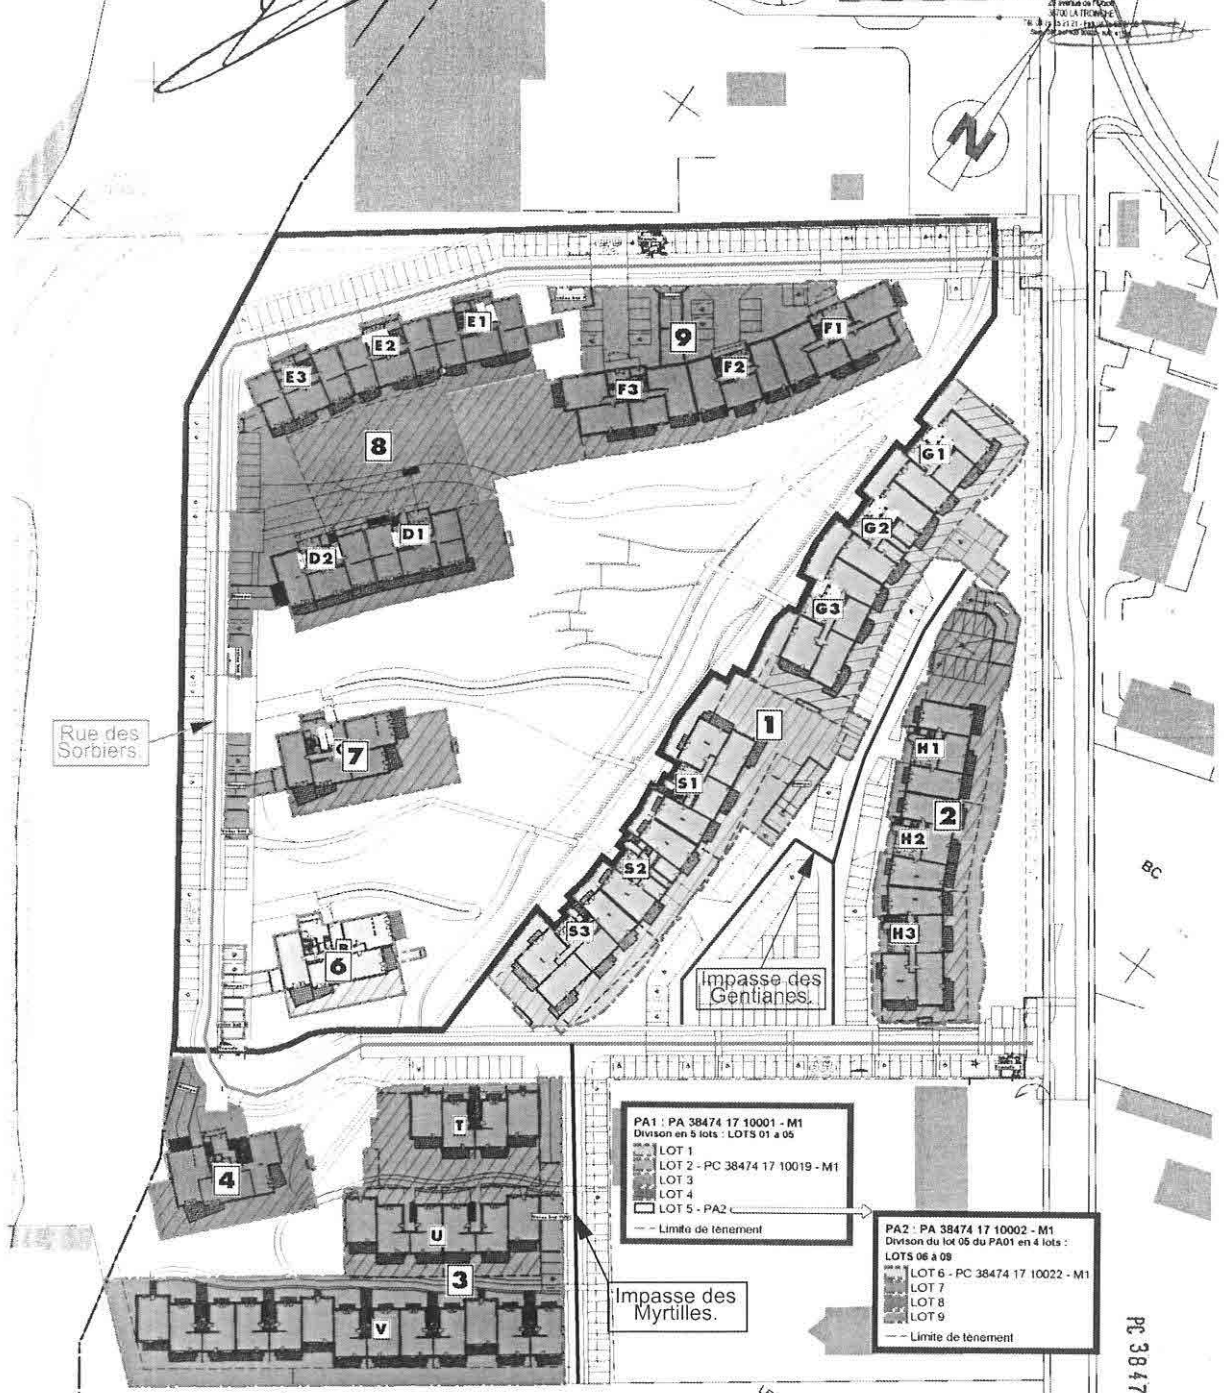 38700 LA TRONCHE
E1
E2
E3
9
F1
F2
F3
8
G1
D1
D2
G2
G3
Rue des
Sorbiers.
7
1
S1
H1
2
H2
S2
BC
S3
H3
6
Impasse des
Gentianes.
T
4
U
3
V
Impasse des
Myrtilles.
PA1 : PA 38474 17 10001 - M1
Divison en 5 lots : LOTS 01 à 05
LOT 1
LOT 2 - PC 38474 17 10019 - M1
LOT 3
LOT 4
LOT 5 - PA2
Limite de tènement
PA2 : PA 38474 17 10002 - M1
Divison du lot 05 du PA01 en 4 lots :
LOTS 06 à 09
LOT 6 - PC 38474 17 10022 - M1
LOT 7
LOT 8
LOT 9
Limite de tènement
PC 3847